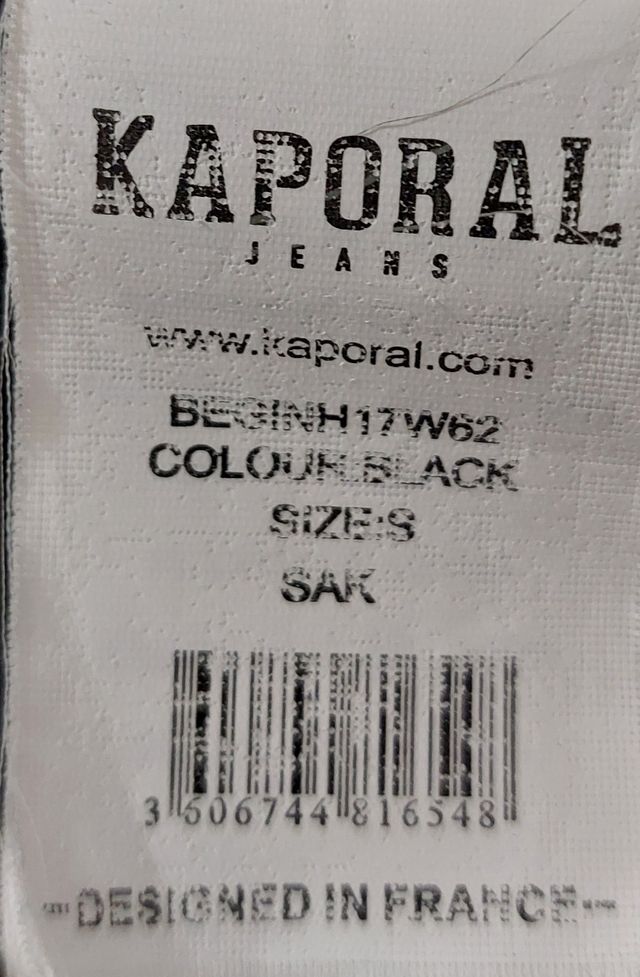 KAPORAL
JEANS
www.kaporal.com
BEGINH17W62
COLOUR:BLACK
SIZE:S
SAK
3 606744 816548
---DESIGNED IN FRANCE---